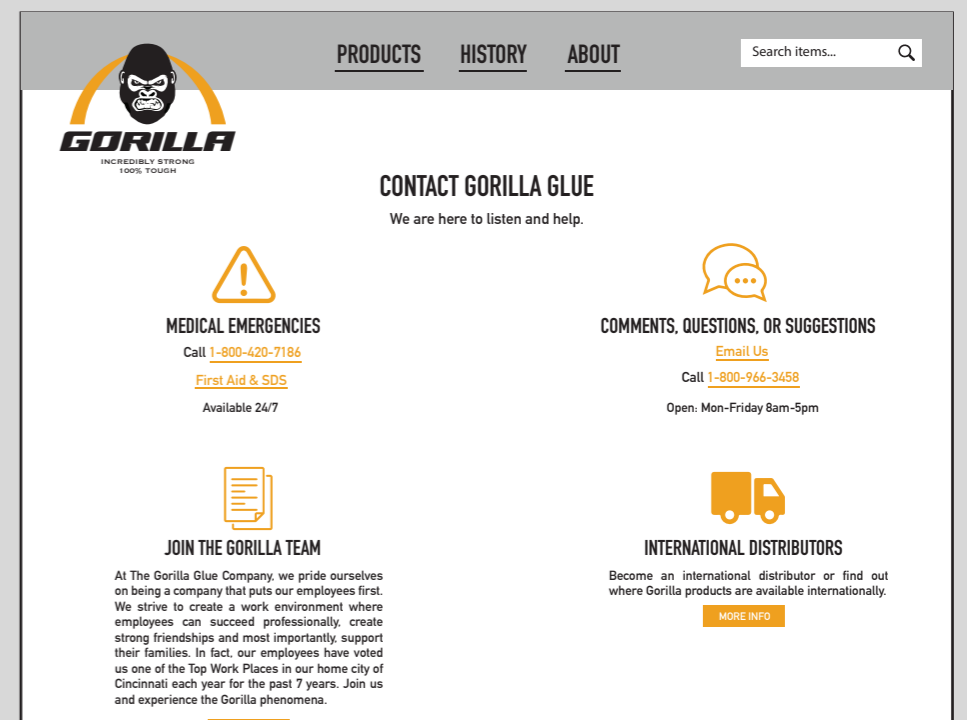 PRODUCTS HISTORY ABOUT Search items...
GORILLA
INCREDIBLY STRONG
100% TOUGH
CONTACT GORILLA GLUE
We are here to listen and help.
MEDICAL EMERGENCIES
Call 1-800-420-7186
First Aid & SDS
Available 24/7
COMMENTS, QUESTIONS, OR SUGGESTIONS
Email Us
Call 1-800-966-3458
Open: Mon-Friday 8am-5pm
JOIN THE GORILLA TEAM
At The Gorilla Glue Company, we pride ourselves
on being a company that puts our employees first.
We strive to create a work environment where
employees can succeed professionally, create
strong friendships and most importantly, support
their families. In fact, our employees have voted
us one of the Top Work Places in our home city of
Cincinnati each year for the past 7 years. Join us
and experience the Gorilla phenomena.
INTERNATIONAL DISTRIBUTORS
Become an international distributor or find out
where Gorilla products are available internationally.
MORE INFO